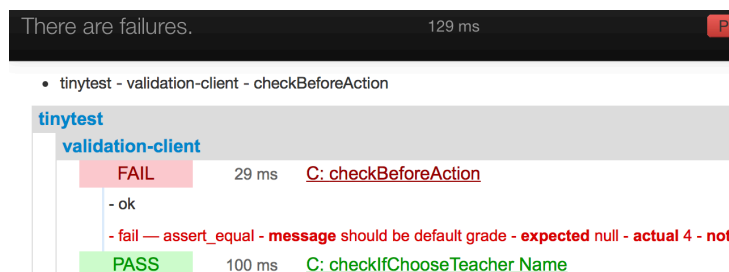 There are failures. 129 ms P
• tinytest - validation-client - checkBeforeAction
tinytest
validation-client
FAIL 29 ms C: checkBeforeAction
- ok
- fail — assert_equal - message should be default grade - expected null - actual 4 - not
PASS 100 ms C: checkIfChooseTeacher Name